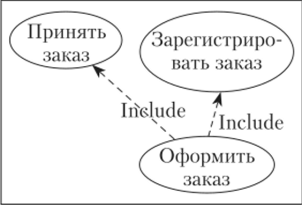 Принять
заказ
Зарегистриро-
вать заказ
Include
Include
Оформить
заказ